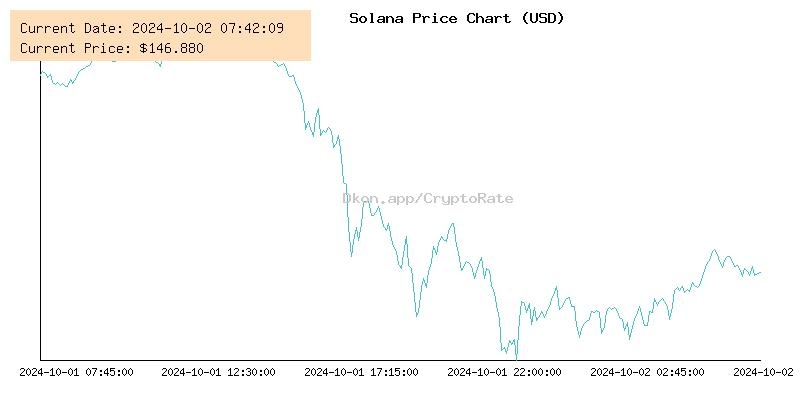 Solana Price Chart (USD)
Current Date: 2024-10-02 07:42:09
Current Price: $146.880
Dkon.app/CryptoRate
2024-10-01 07:45:00
2024-10-01 12:30:00
2024-10-01 17:15:00
2024-10-01 22:00:00
2024-10-02 02:45:00
2024-10-02